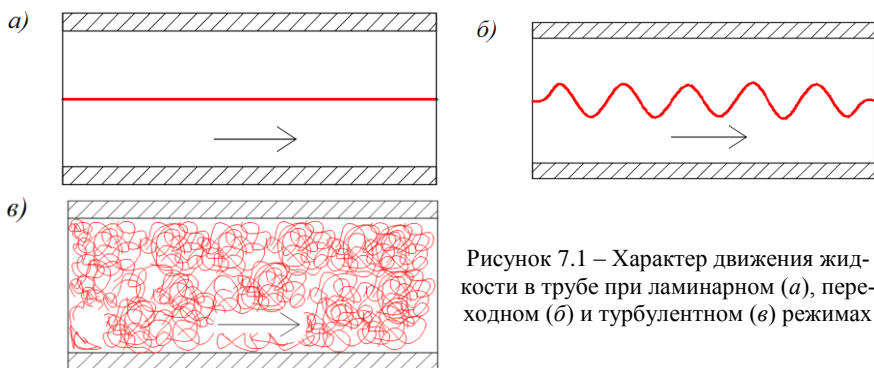 а)
б)
в)
Рисунок 7.1 – Характер движения жид-
кости в трубе при ламинарном (а), пере-
ходном (б) и турбулентном (в) режимах